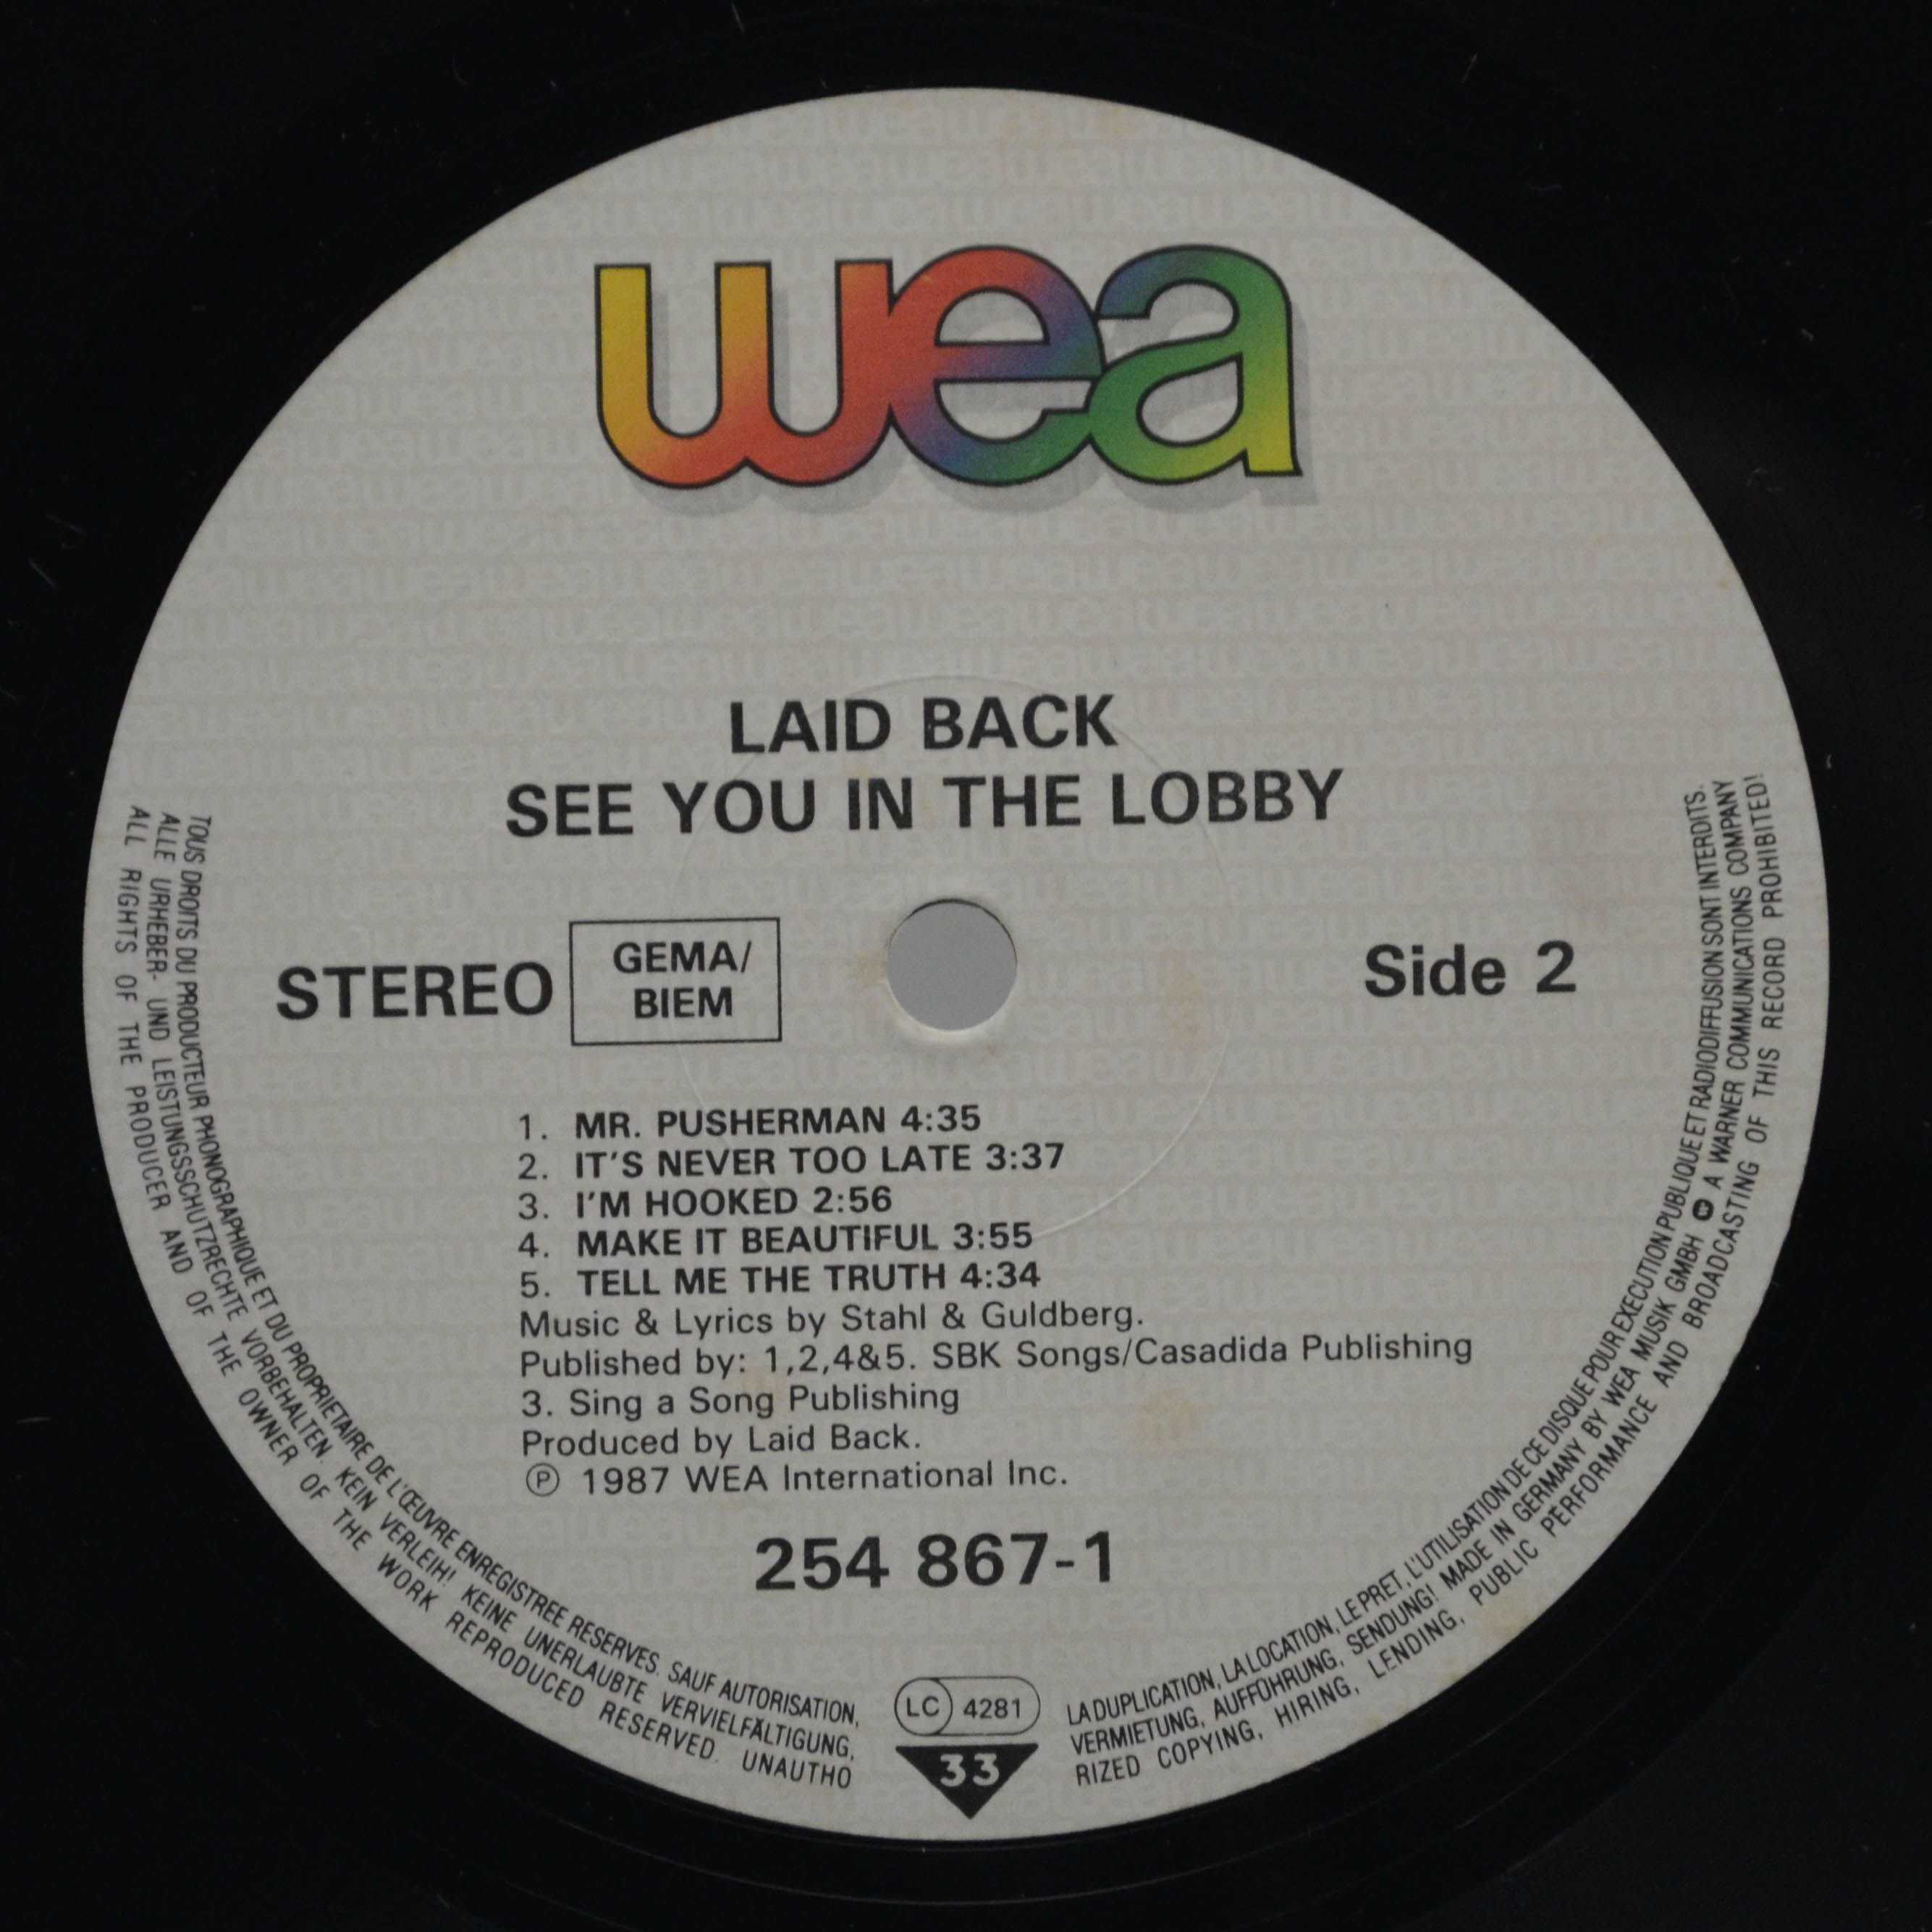 wea
LAID BACK
SEE YOU IN THE LOBBY
STEREO
GEMA/
BIEM
Side 2
1. MR. PUSHERMAN 4:35
2. IT'S NEVER TOO LATE 3:37
3. I'M HOOKED 2:56
4. MAKE IT BEAUTIFUL 3:55
5. TELL ME THE TRUTH 4:34
Music & Lyrics by Stahl & Guldberg.
Published by: 1,2,4&5. SBK Songs/Casadida Publishing
3. Sing a Song Publishing
Produced by Laid Back.
Ⓟ 1987 WEA International Inc.
254 867-1
LC 4281
33
TOUS DROITS DU PRODUCTEUR PHONOGRAPHIQUE ET DU PROPRIETAIRE DE L'ŒUVRE ENREGISTREE RESERVES. SAUF AUTORISATION, LA DUPLICATION, LA LOCATION, LE PRET, L'UTILISATION DE CE DISQUE POUR EXECUTION PUBLIQUE ET RADIODIFFUSION SONT INTERDITS.
ALLE URHEBER- UND LEISTUNGSSCHUTZRECHTE VORBEHALTEN. KEIN VERLEIH! KEINE UNERLAUBTE VERVIELFÄLTIGUNG, VERMIETUNG, AUFFÜHRUNG, SENDUNG! MADE IN GERMANY BY WEA MUSIK GMBH W A WARNER COMMUNICATIONS COMPANY
ALL RIGHTS OF THE PRODUCER AND OF THE OWNER OF THE WORK REPRODUCED RESERVED. UNAUTHO RIZED COPYING, HIRING, LENDING, PUBLIC PERFORMANCE AND BROADCASTING OF THIS RECORD PROHIBITED!